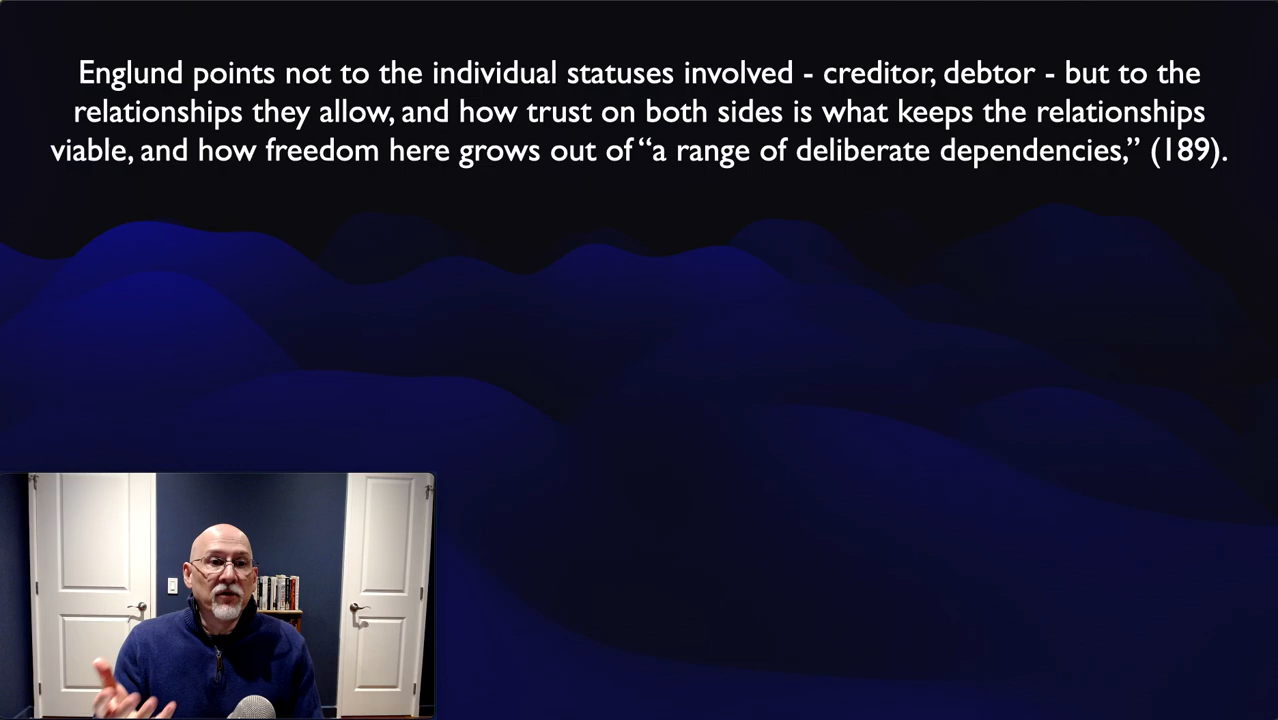 Englund points not to the individual statuses involved - creditor, debtor - but to the
relationships they allow, and how trust on both sides is what keeps the relationships
viable, and how freedom here grows out of “a range of deliberate dependencies,” (189).